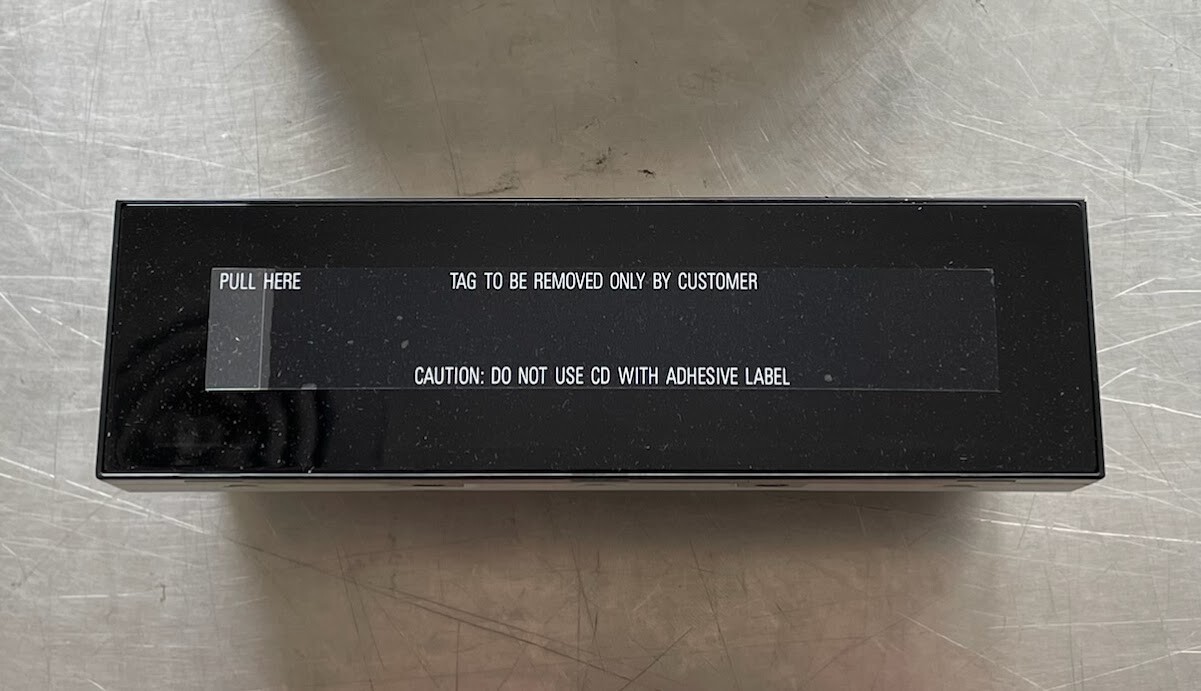 PULL HERE
TAG TO BE REMOVED ONLY BY CUSTOMER
CAUTION: DO NOT USE CD WITH ADHESIVE LABEL